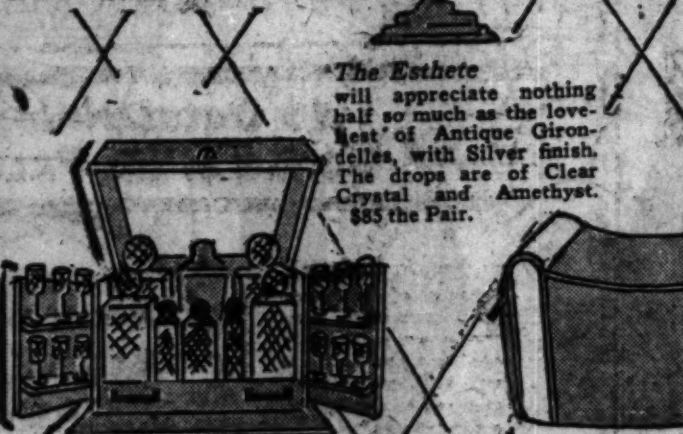 The Esthete
will appreciate nothing
half so much as the love-
liest of Antique Giron-
delles, with Silver finish.
The drops are of Clear
Crystal and Amethyst.
$85 the Pair.